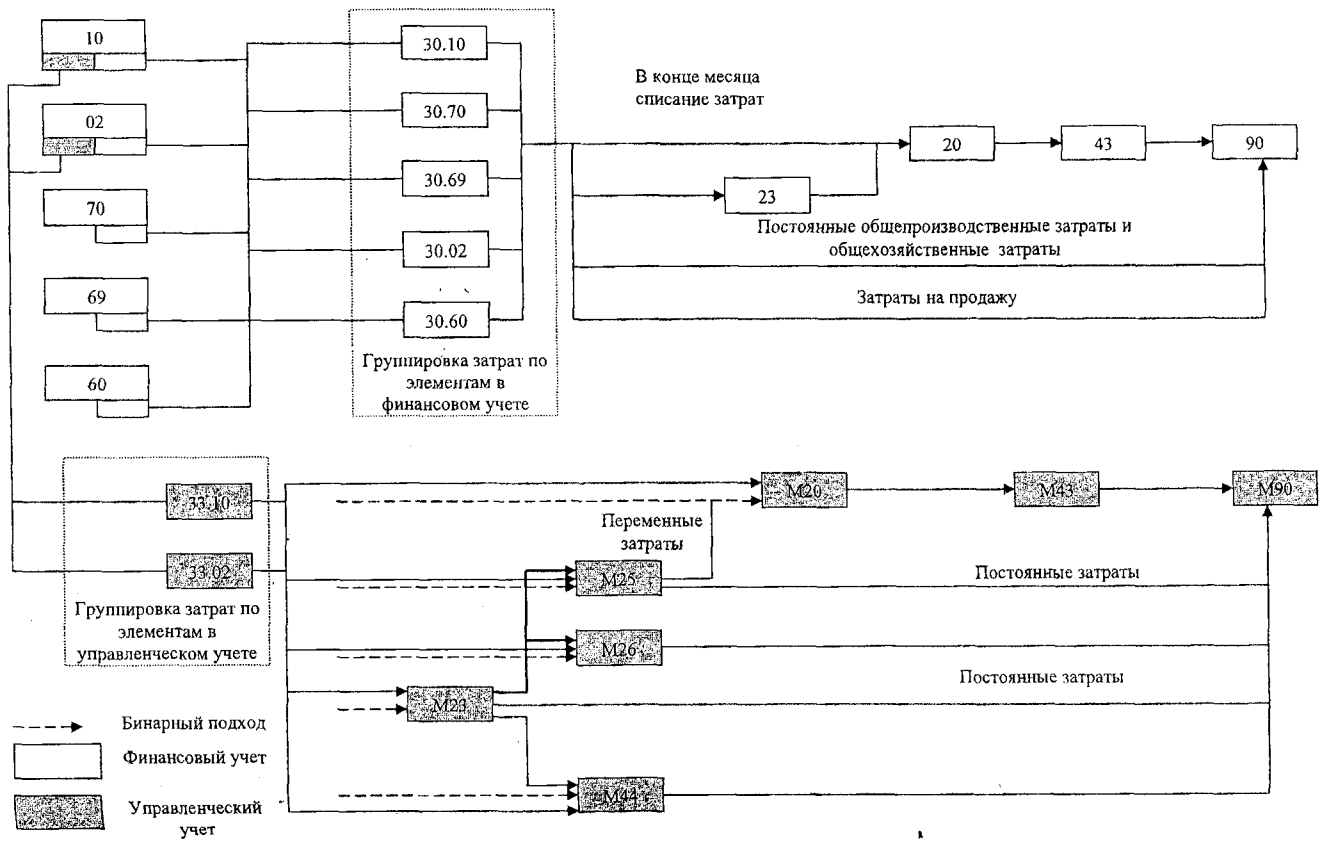 10
02
70
69
60
30.10
30.70
30.69
30.02
30.60
Группировка затрат по
элементам в
финансовом учете
В конце месяца
списание затрат
20
43
90
23
Постоянные общепроизводственные затраты и
общехозяйственные затраты
Затраты на продажу
33.10
33.02
Группировка затрат по
элементам в
управленческом учете
М20
М43
М90
Переменные
затраты
М25
Постоянные затраты
М26
Постоянные затраты
М23
М44
Бинарный подход
Финансовый учет
Управленческий
учет